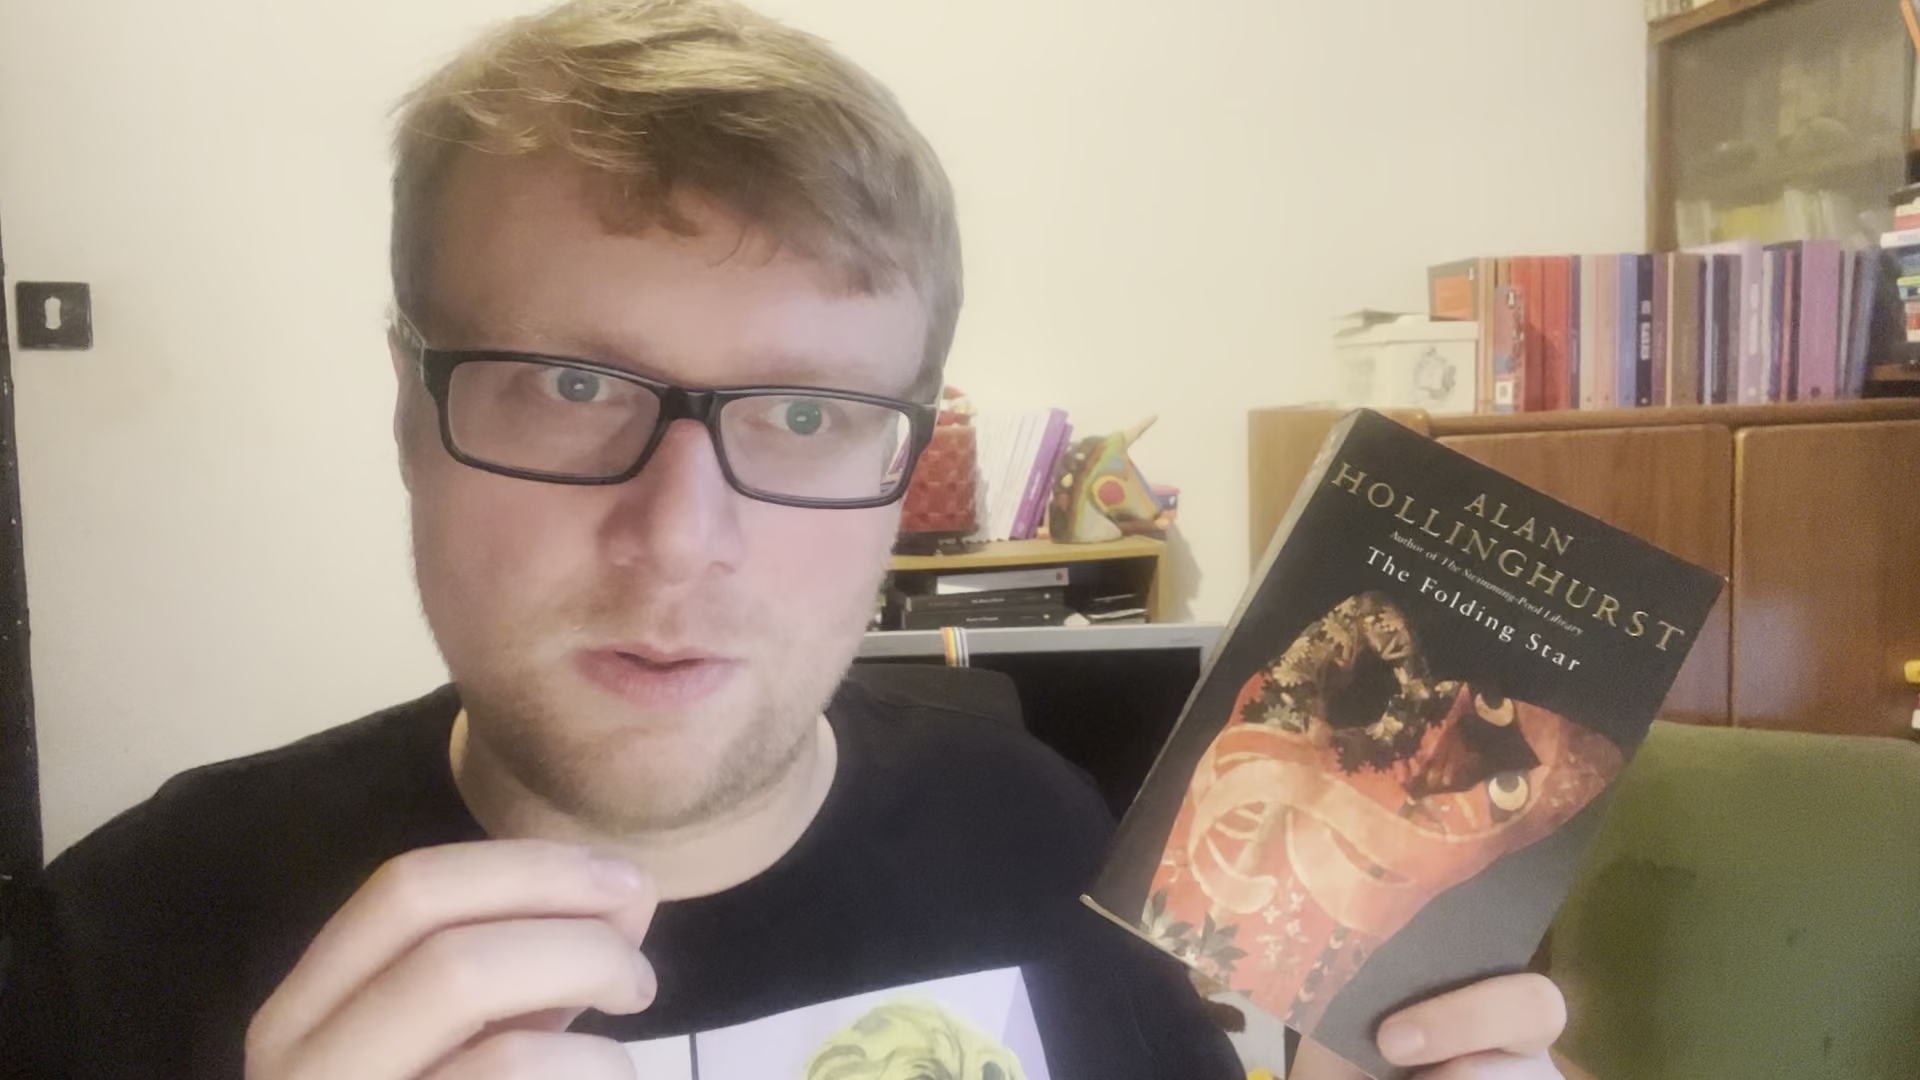 ALAN
HOLLINGHURST
Author of The Swimming-Pool Library
The Folding Star